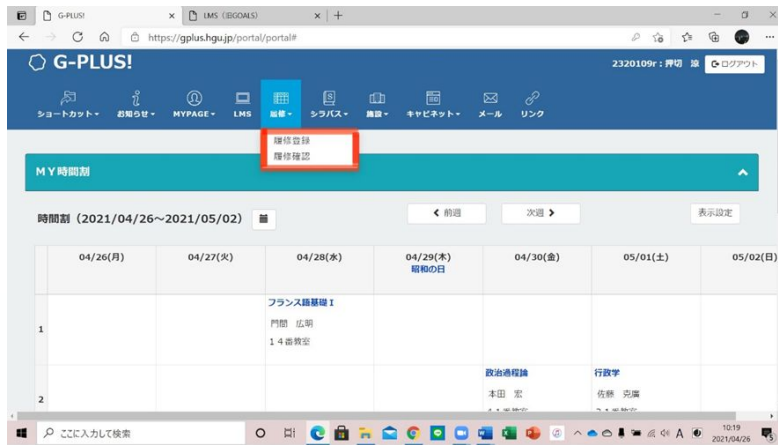 G-PLUS!
LMS (旧GOALS)
https://gplus.hgu.jp/portal/portal#
G-PLUS!
2320109r：押切 諒
ログアウト
ショートカット
お知らせ
MYPAGE
LMS
履修
シラバス
施設
キャビネット
メール
リンク
履修登録
履修確認
ＭＹ時間割
時間割（2021/04/26～2021/05/02）
前週
次週
表示設定
04/26(月)
04/27(火)
04/28(水)
04/29(木)
昭和の日
04/30(金)
05/01(土)
05/02(日)
1
フランス語基礎Ⅰ
門間 広明
１４番教室
2
政治過程論
本田 宏
行政学
佐藤 克廣
ここに入力して検索
A
10:19
2021/04/26